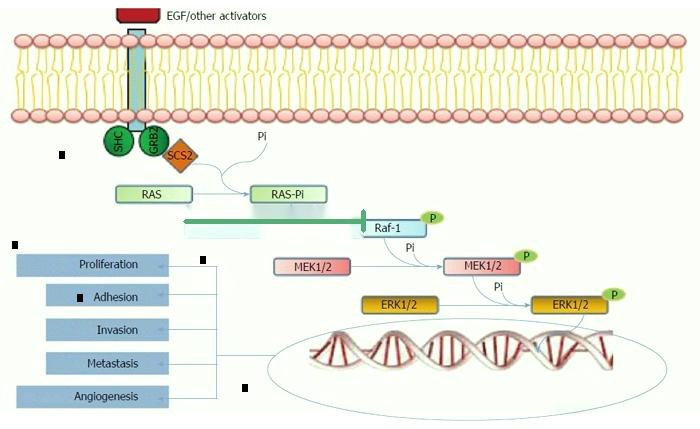 EGF/other activators
SHC
GRB2
SCS2
Pi
RAS
RAS-Pi
Raf-1
P
Pi
MEK1/2
MEK1/2
P
Pi
ERK1/2
ERK1/2
P
Proliferation
Adhesion
Invasion
Metastasis
Angiogenesis